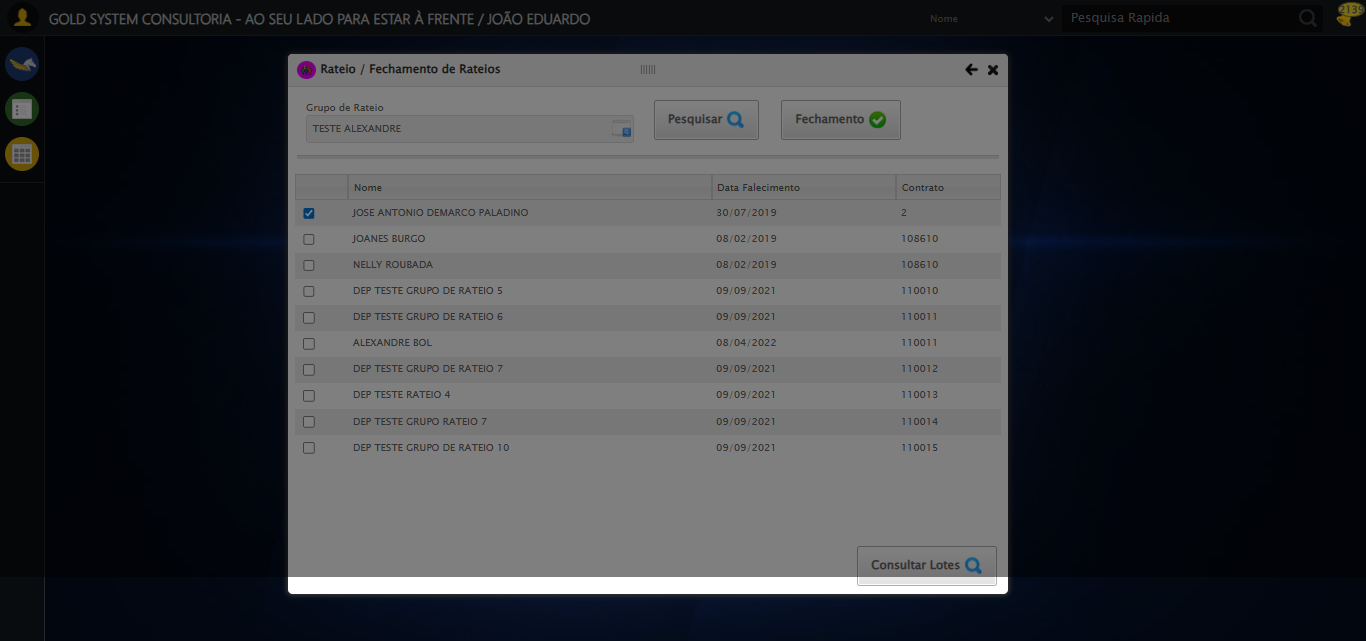 GOLD SYSTEM CONSULTORIA - AO SEU LADO PARA ESTAR À FRENTE / JOÃO EDUARDO
Nome
Pesquisa Rapida
2139
Rateio / Fechamento de Rateios
Grupo de Rateio
TESTE ALEXANDRE
Pesquisar
Fechamento
Nome Data Falecimento Contrato
JOSE ANTONIO DEMARCO PALADINO 30/07/2019 2
JOANES BURGO 08/02/2019 108610
NELLY ROUBADA 08/02/2019 108610
DEP TESTE GRUPO DE RATEIO 5 09/09/2021 110010
DEP TESTE GRUPO DE RATEIO 6 09/09/2021 110011
ALEXANDRE BOL 08/04/2022 110011
DEP TESTE GRUPO DE RATEIO 7 09/09/2021 110012
DEP TESTE RATEIO 4 09/09/2021 110013
DEP TESTE GRUPO RATEIO 7 09/09/2021 110014
DEP TESTE GRUPO DE RATEIO 10 09/09/2021 110015
Consultar Lotes